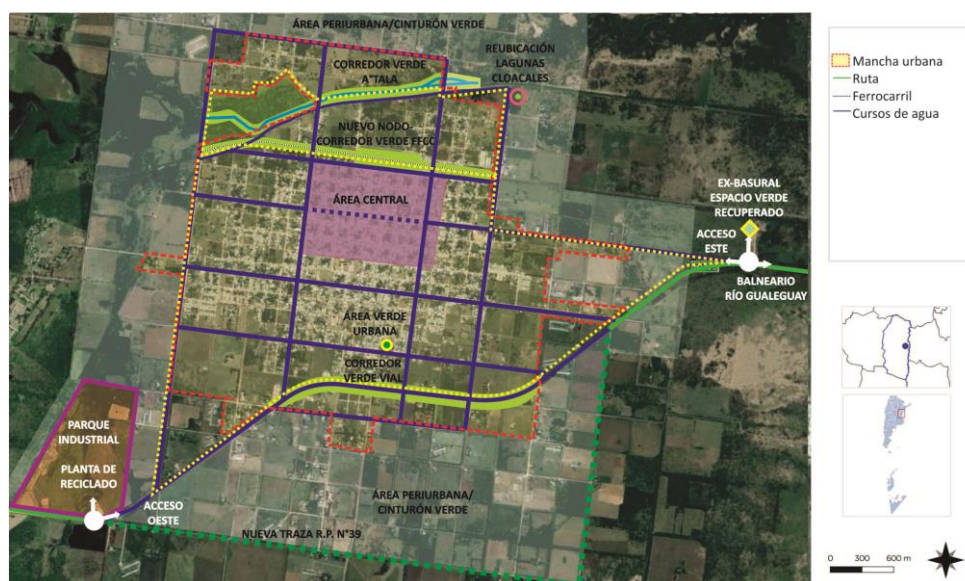 ÁREA PERIURBANA/CINTURÓN VERDE
CORREDOR VERDE
A°TALA
REUBICACIÓN
LAGUNAS
CLOACALES
NUEVO NODO-
CORREDOR VERDE FFCC
ÁREA CENTRAL
EX-BASURAL
ESPACIO VERDE
RECUPERADO
ACCESO
ESTE
BALNEARIO
RÍO GUALEGUAY
ÁREA VERDE
URBANA
CORREDOR
VERDE VIAL
PARQUE
INDUSTRIAL
PLANTA DE
RECICLADO
ACCESO
OESTE
ÁREA PERIURBANA/
CINTURÓN VERDE
NUEVA TRAZA R.P. N°39
Mancha urbana
Ruta
Ferrocarril
Cursos de agua
0 300 600 m